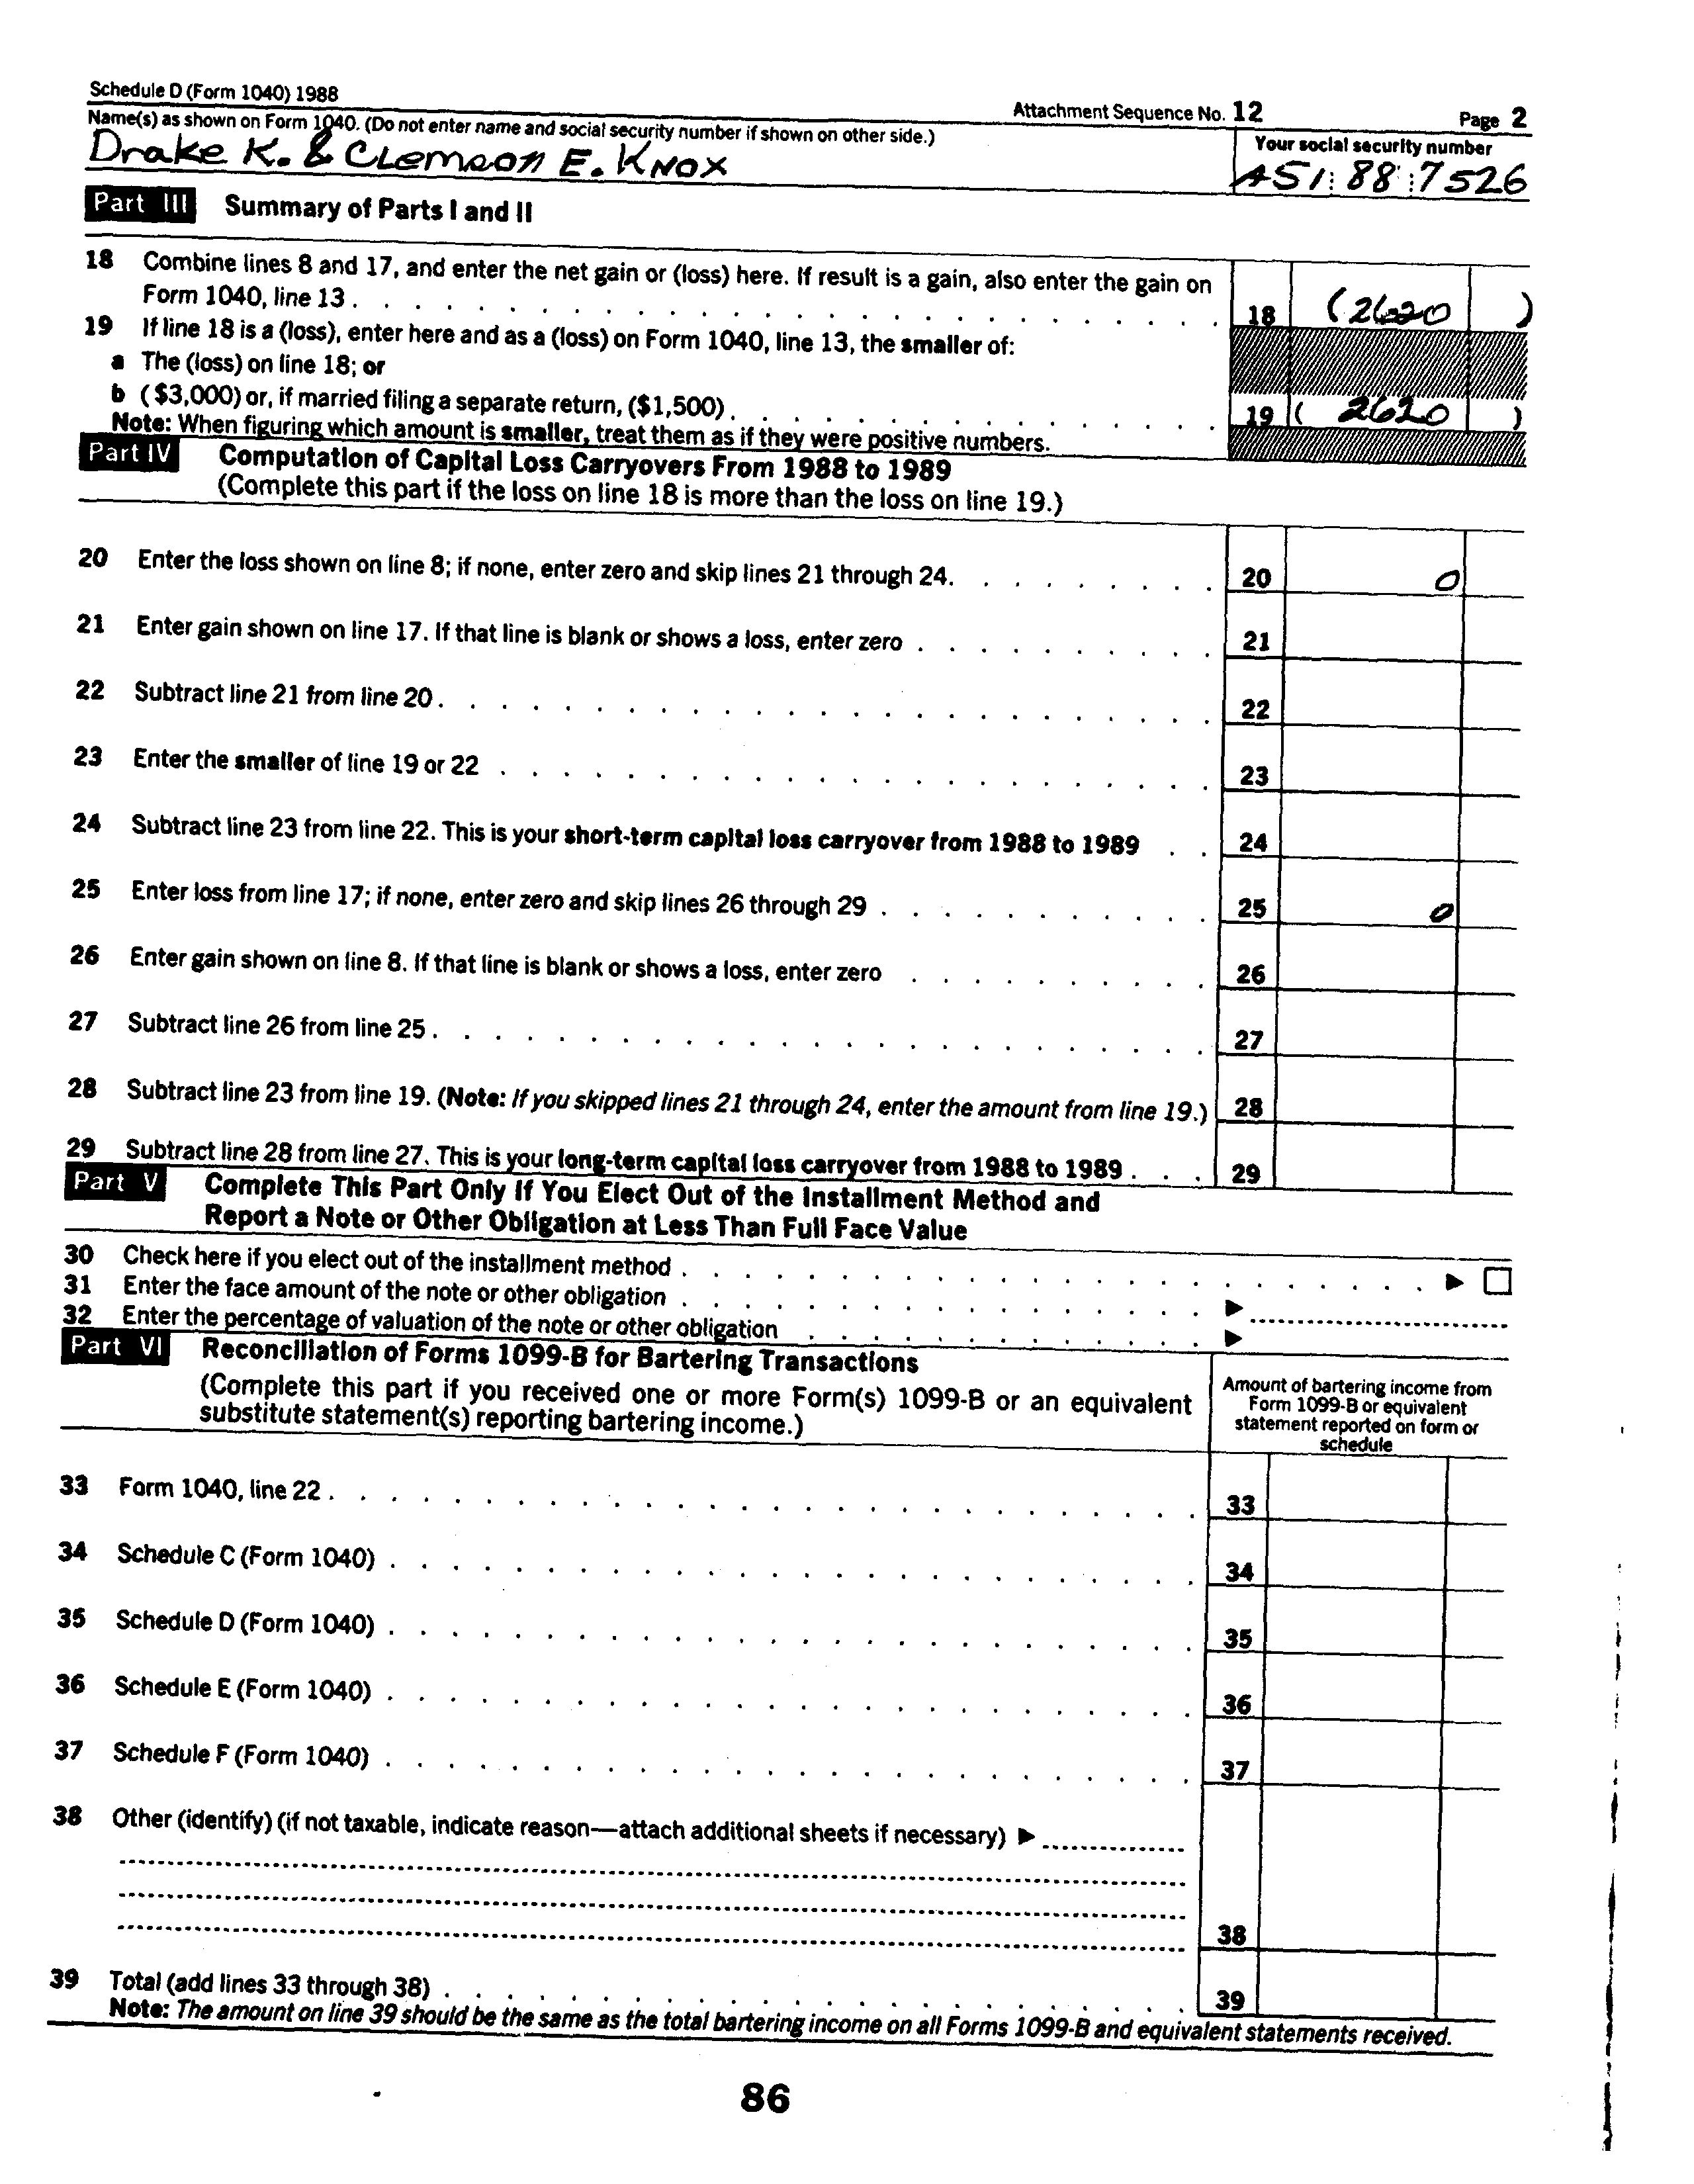 Schedule D (Form 1040) 1988 Attachment Sequence No. 12 Page 2
Name(s) as shown on Form 1040. (Do not enter name and social security number if shown on other side.) Your social security number
Drake K. & Clemson E. Knox 451 88 7526
Part III Summary of Parts I and II
18 Combine lines 8 and 17, and enter the net gain or (loss) here. If result is a gain, also enter the gain on
Form 1040, line 13 . . . 18 (2620 )
19 If line 18 is a (loss), enter here and as a (loss) on Form 1040, line 13, the smaller of:
a The (loss) on line 18; or
b ($3,000) or, if married filing a separate return, ($1,500) . . . 19 ( 2620 )
Note: When figuring which amount is smaller, treat them as if they were positive numbers.
Part IV Computation of Capital Loss Carryovers From 1988 to 1989
(Complete this part if the loss on line 18 is more than the loss on line 19.)
20 Enter the loss shown on line 8; if none, enter zero and skip lines 21 through 24. . . . 20 0
21 Enter gain shown on line 17. If that line is blank or shows a loss, enter zero . . . 21
22 Subtract line 21 from line 20 . . . 22
23 Enter the smaller of line 19 or 22 . . . 23
24 Subtract line 23 from line 22. This is your short-term capital loss carryover from 1988 to 1989 . . 24
25 Enter loss from line 17; if none, enter zero and skip lines 26 through 29 . . . 25 0
26 Enter gain shown on line 8. If that line is blank or shows a loss, enter zero . . . 26
27 Subtract line 26 from line 25 . . . 27
28 Subtract line 23 from line 19. (Note: If you skipped lines 21 through 24, enter the amount from line 19.) 28
29 Subtract line 28 from line 27. This is your long-term capital loss carryover from 1988 to 1989 . . . 29
Part V Complete This Part Only If You Elect Out of the Installment Method and
Report a Note or Other Obligation at Less Than Full Face Value
30 Check here if you elect out of the installment method . . . ▶ ☐
31 Enter the face amount of the note or other obligation . . . ▶
32 Enter the percentage of valuation of the note or other obligation . . . ▶
Part VI Reconciliation of Forms 1099-B for Bartering Transactions
(Complete this part if you received one or more Form(s) 1099-B or an equivalent
substitute statement(s) reporting bartering income.)
Amount of bartering income from
Form 1099-B or equivalent
statement reported on form or
schedule
33 Form 1040, line 22 . . . 33
34 Schedule C (Form 1040) . . . 34
35 Schedule D (Form 1040) . . . 35
36 Schedule E (Form 1040) . . . 36
37 Schedule F (Form 1040) . . . 37
38 Other (identify) (if not taxable, indicate reason—attach additional sheets if necessary) ▶
38
39 Total (add lines 33 through 38) . . . 39
Note: The amount on line 39 should be the same as the total bartering income on all Forms 1099-B and equivalent statements received.
86